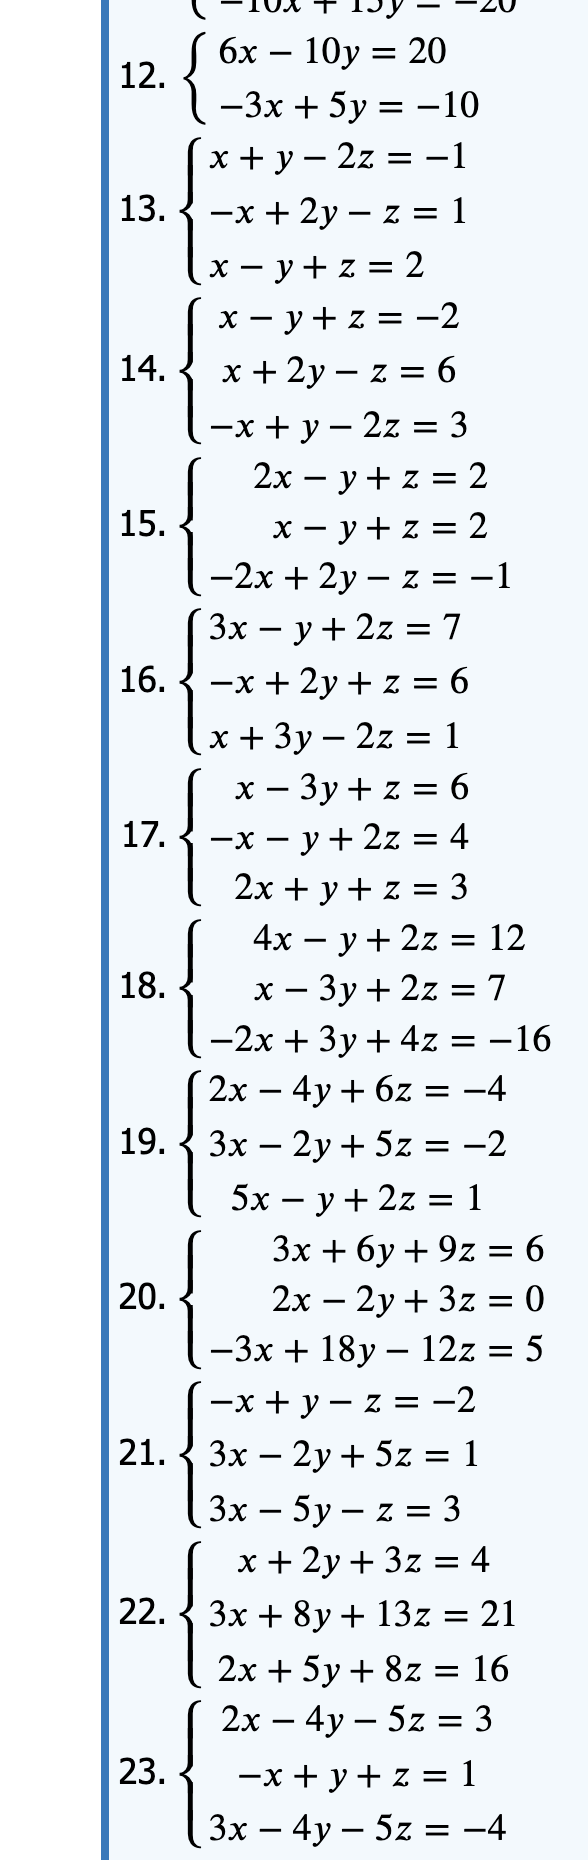 −10x + 15y = −20
12. 6x − 10y = 20
−3x + 5y = −10
x + y − 2z = −1
13. −x + 2y − z = 1
x − y + z = 2
x − y + z = −2
14. x + 2y − z = 6
−x + y − 2z = 3
2x − y + z = 2
15. x − y + z = 2
−2x + 2y − z = −1
3x − y + 2z = 7
16. −x + 2y + z = 6
x + 3y − 2z = 1
x − 3y + z = 6
17. −x − y + 2z = 4
2x + y + z = 3
4x − y + 2z = 12
18. x − 3y + 2z = 7
−2x + 3y + 4z = −16
2x − 4y + 6z = −4
19. 3x − 2y + 5z = −2
5x − y + 2z = 1
3x + 6y + 9z = 6
20. 2x − 2y + 3z = 0
−3x + 18y − 12z = 5
−x + y − z = −2
21. 3x − 2y + 5z = 1
3x − 5y − z = 3
x + 2y + 3z = 4
22. 3x + 8y + 13z = 21
2x + 5y + 8z = 16
2x − 4y − 5z = 3
23. −x + y + z = 1
3x − 4y − 5z = −4